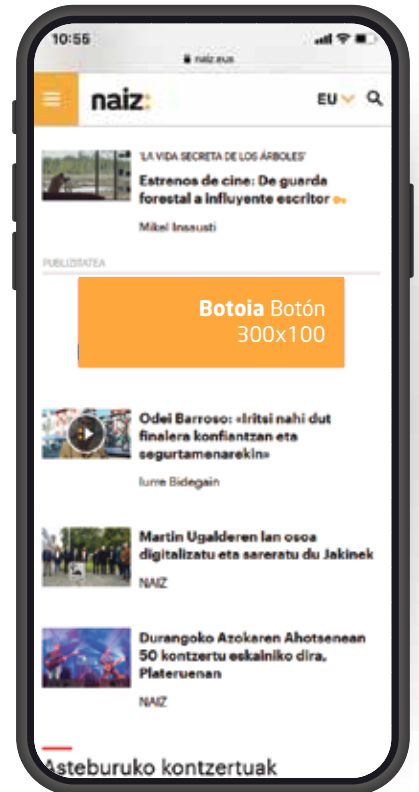 10:55
naiz.eus
naiz:
EU
'LA VIDA SECRETA DE LOS ÁRBOLES'
Estrenos de cine: De guarda
forestal a influyente escritor
Mikel Insausti
PUBLIZITATEA
Botoia Botón
300x100
Odei Barroso: «Iritsi nahi dut
finalera konfiantzan eta
segurtamenarekin»
Iurre Bidegain
Martin Ugalderen lan osoa
digitalizatu eta sareratu du Jakinek
NAIZ
Durangoko Azokaren Ahotsenean
50 kontzertu eskainiko dira,
Plateruenan
NAIZ
Asteburuko kontzertuak